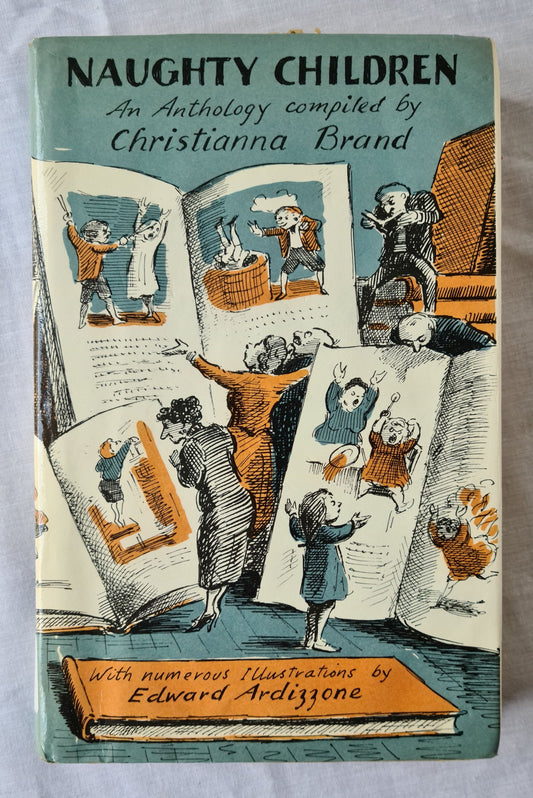 NAUGHTY CHILDREN
An Anthology compiled by
Christianna Brand
With numerous Illustrations by
Edward Ardizzone